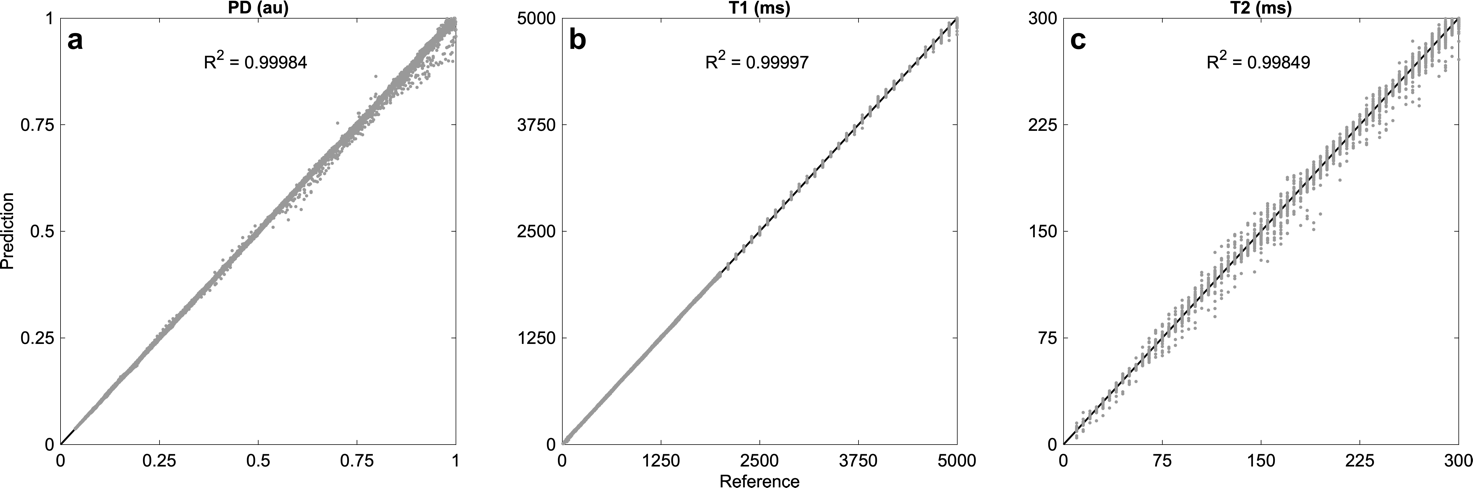 PD (au)
a
R2 = 0.99984
1
0.75
0.5
0.25
0
0 0.25 0.5 0.75 1
Prediction
T1 (ms)
b
R2 = 0.99997
5000
3750
2500
1250
0
0 1250 2500 3750 5000
Reference
T2 (ms)
c
R2 = 0.99849
300
225
150
75
0
0 75 150 225 300